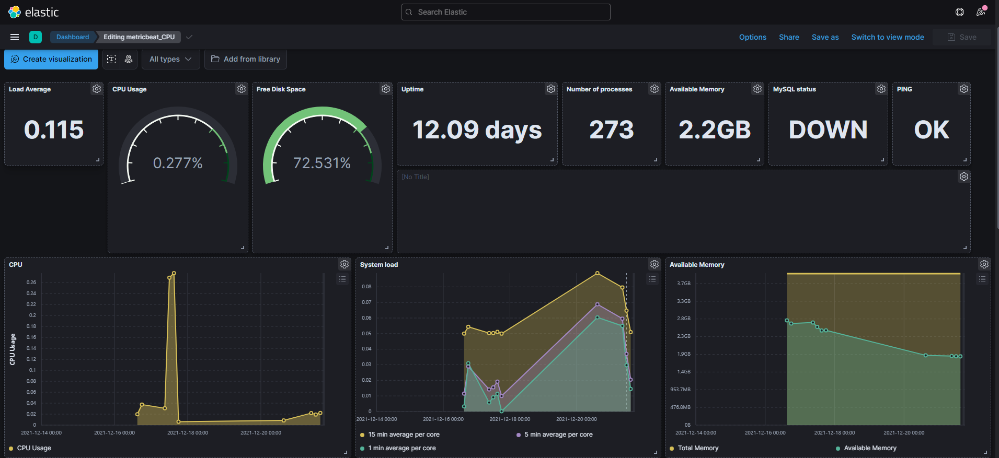 elastic
Search Elastic
D
Dashboard
Editing metricbeat_CPU
Options
Share
Save as
Switch to view mode
Save
Create visualization
All types
Add from library
Load Average
0.115
CPU Usage
0.277%
Free Disk Space
72.531%
Uptime
12.09 days
Number of processes
273
Available Memory
2.2GB
MySQL status
DOWN
PING
OK
[No Title]
CPU
CPU Usage
0.26
0.24
0.22
0.2
0.18
0.16
0.14
0.12
0.1
0.08
0.06
0.04
0.02
0
2021-12-14 00:00
2021-12-16 00:00
2021-12-18 00:00
2021-12-20 00:00
CPU Usage
System load
0.08
0.07
0.06
0.05
0.04
0.03
0.02
0.01
0
2021-12-14 00:00
2021-12-16 00:00
2021-12-18 00:00
2021-12-20 00:00
15 min average per core
5 min average per core
1 min average per core
Available Memory
3.7GB
3.3GB
2.8GB
2.3GB
1.9GB
1.4GB
953.7MB
476.8MB
0B
2021-12-14 00:00
2021-12-16 00:00
2021-12-18 00:00
2021-12-20 00:00
Total Memory
Available Memory